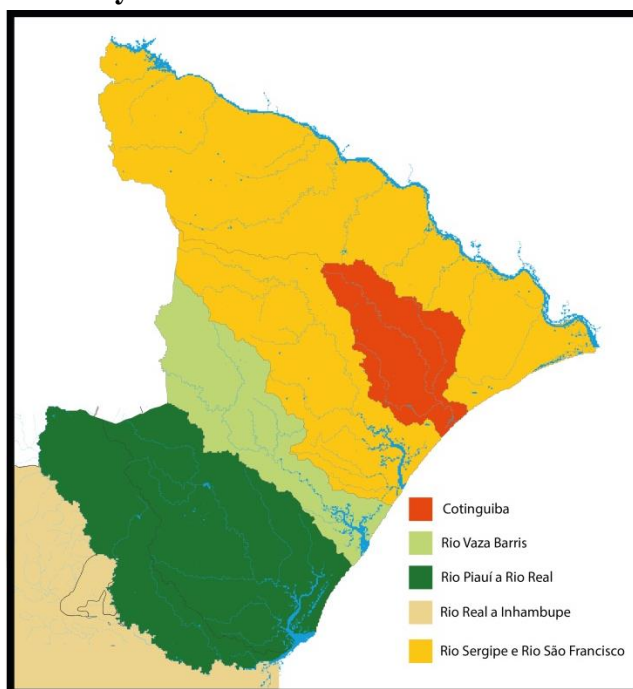 Cotinguiba
Rio Vaza Barris
Rio Piauí a Rio Real
Rio Real a Inhambupe
Rio Sergipe e Rio São Francisco